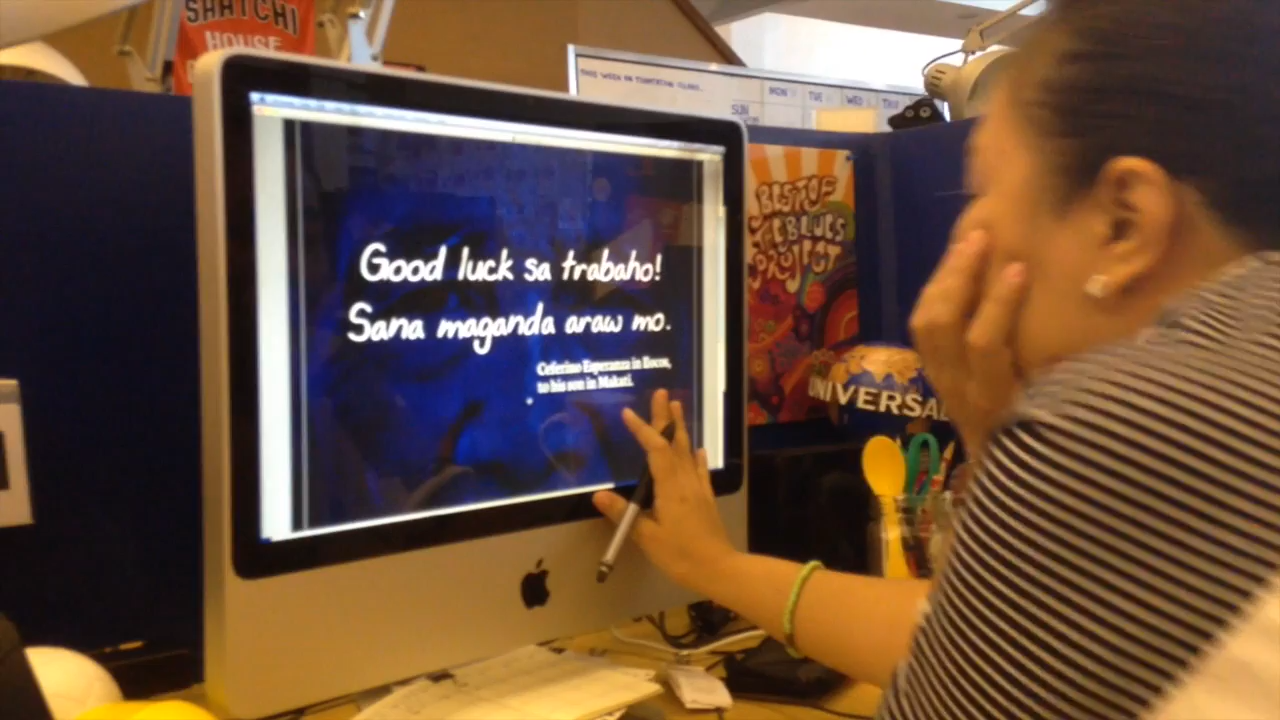 SAATCHI
HOUSE
SUN
MON
TUE
WED
THU
Good luck sa trabaho!
Sana maganda araw mo.
Ceferino Esperanza in Ilocos,
to his son in Makati.
BEST OF
THE BLUES
PROJECT
UNIVERSAL